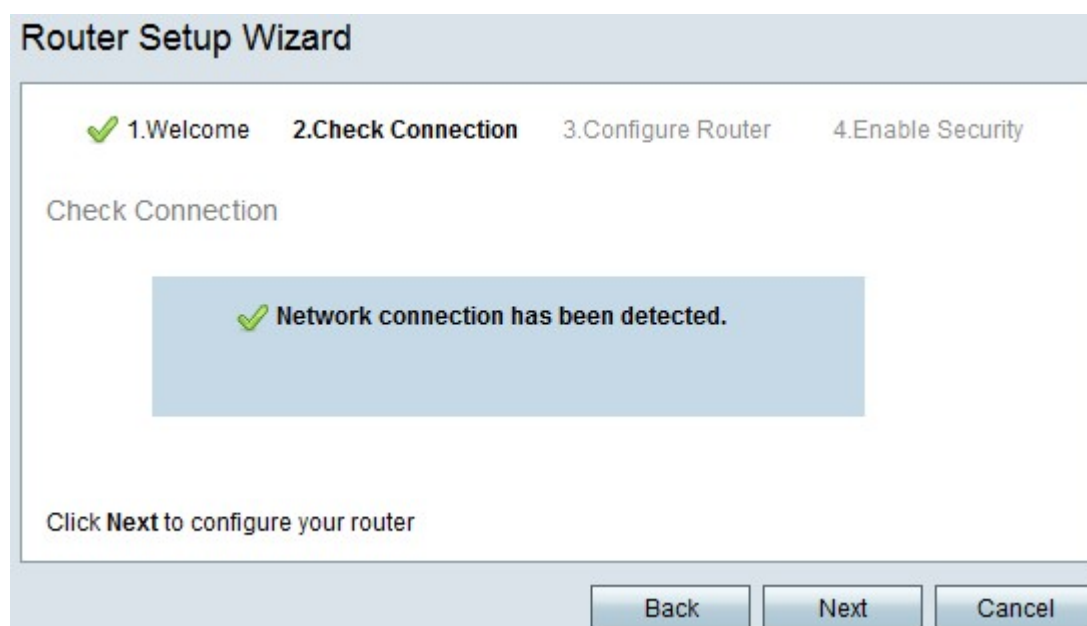 Router Setup Wizard
1.Welcome 2.Check Connection 3.Configure Router 4.Enable Security
Check Connection
Network connection has been detected.
Click Next to configure your router
Back Next Cancel